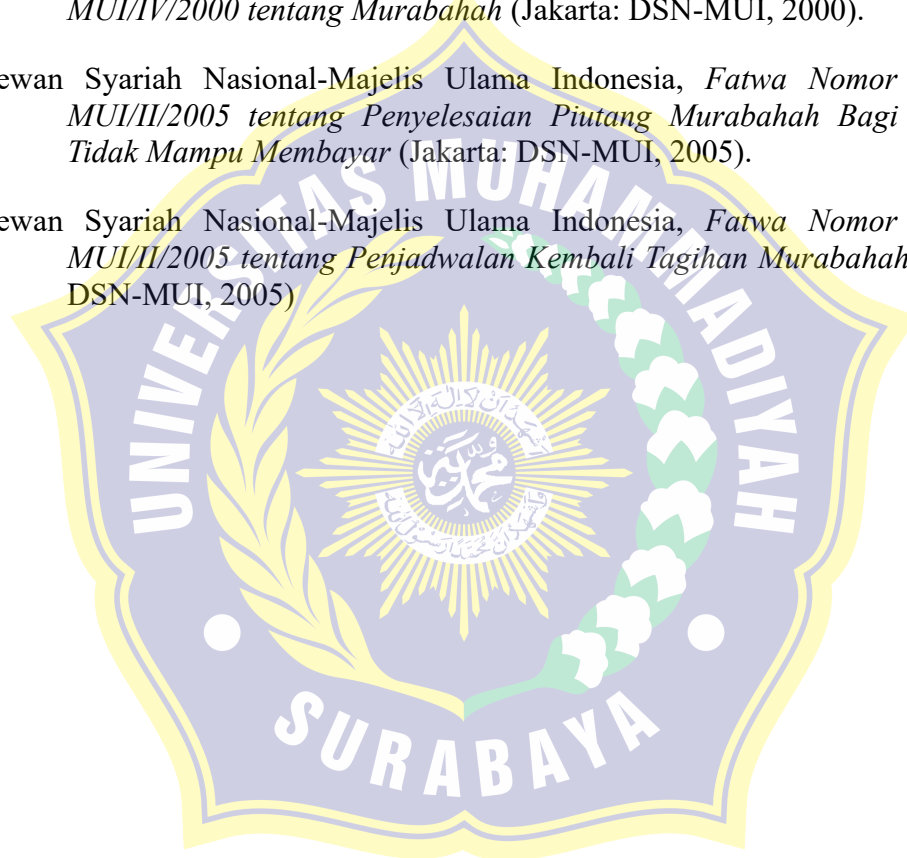 MUI/IV/2000 tentang Murabahah (Jakarta: DSN-MUI, 2000).
ewan Syariah Nasional-Majelis Ulama Indonesia, Fatwa Nomor
MUI/II/2005 tentang Penyelesaian Piutang Murabahah Bagi
Tidak Mampu Membayar (Jakarta: DSN-MUI, 2005).
ewan Syariah Nasional-Majelis Ulama Indonesia, Fatwa Nomor
MUI/II/2005 tentang Penjadwalan Kembali Tagihan Murabahah
DSN-MUI, 2005)
UNIVERSITAS MUHAMMADIYAH
محمد
SURABAYA